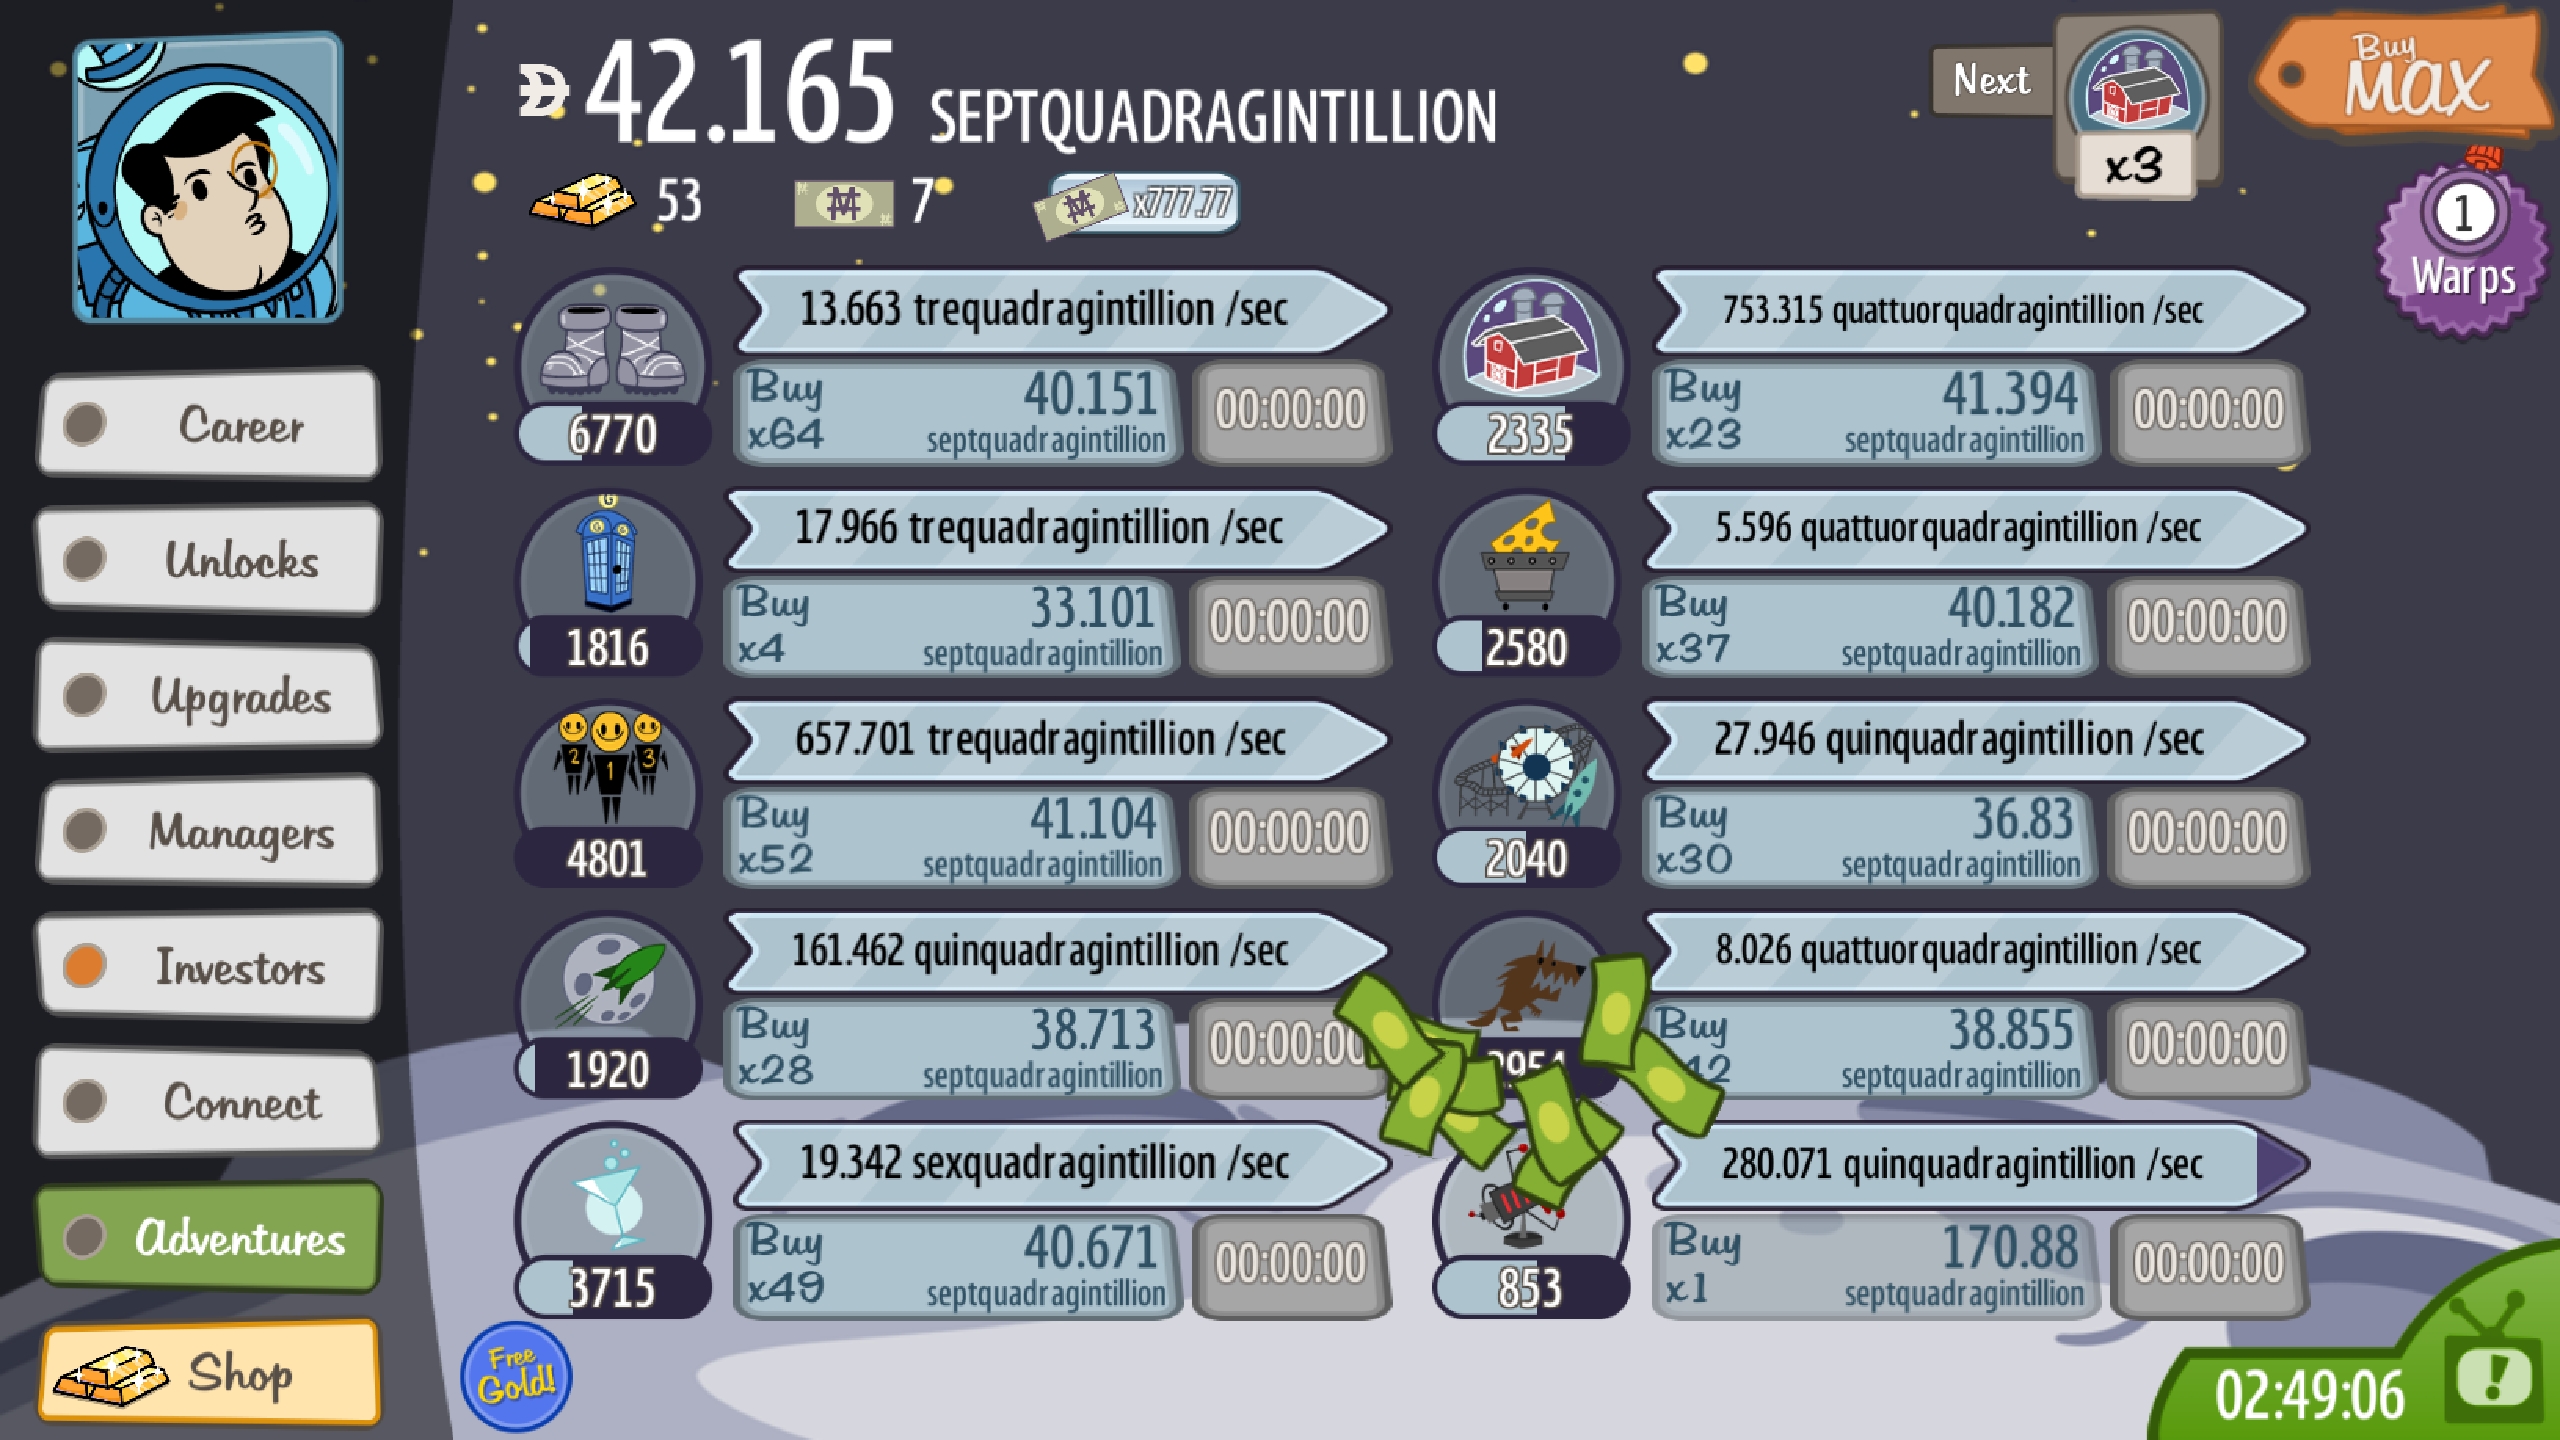 42.165 SEPTQUADRAGINTILLION
53
7
x777.77
Next
x3
Buy
MAX
1
Warps
Career
Unlocks
Upgrades
Managers
Investors
Connect
Adventures
Shop
13.663 trequadragintillion /sec
6770
Buy x64
40.151
septquadragintillion
00:00:00
753.315 quattuorquadragintillion /sec
2335
Buy x23
41.394
septquadragintillion
00:00:00
17.966 trequadragintillion /sec
1816
Buy x4
33.101
septquadragintillion
00:00:00
5.596 quattuorquadragintillion /sec
2580
Buy x37
40.182
septquadragintillion
00:00:00
657.701 trequadragintillion /sec
2 1 3
4801
Buy x52
41.104
septquadragintillion
00:00:00
27.946 quinquadragintillion /sec
2040
Buy x30
36.83
septquadragintillion
00:00:00
161.462 quinquadragintillion /sec
1920
Buy x28
38.713
septquadragintillion
00:00:00
8.026 quattuorquadragintillion /sec
Buy
38.855
septquadragintillion
00:00:00
19.342 sexquadragintillion /sec
3715
Buy x49
40.671
septquadragintillion
00:00:00
280.071 quinquadragintillion /sec
853
Buy x1
170.88
septquadragintillion
00:00:00
Free
Gold!
02:49:06